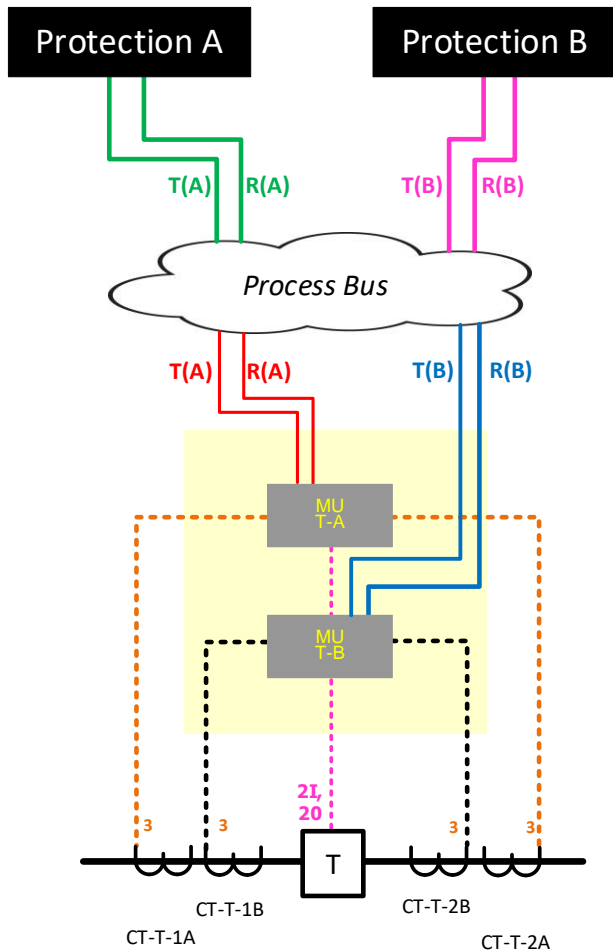 Protection A
Protection B
T(A)
R(A)
T(B)
R(B)
Process Bus
T(A)
R(A)
T(B)
R(B)
MU
T-A
MU
T-B
2I,
20
3
3
3
3
T
CT-T-1B
CT-T-2B
CT-T-1A
CT-T-2A